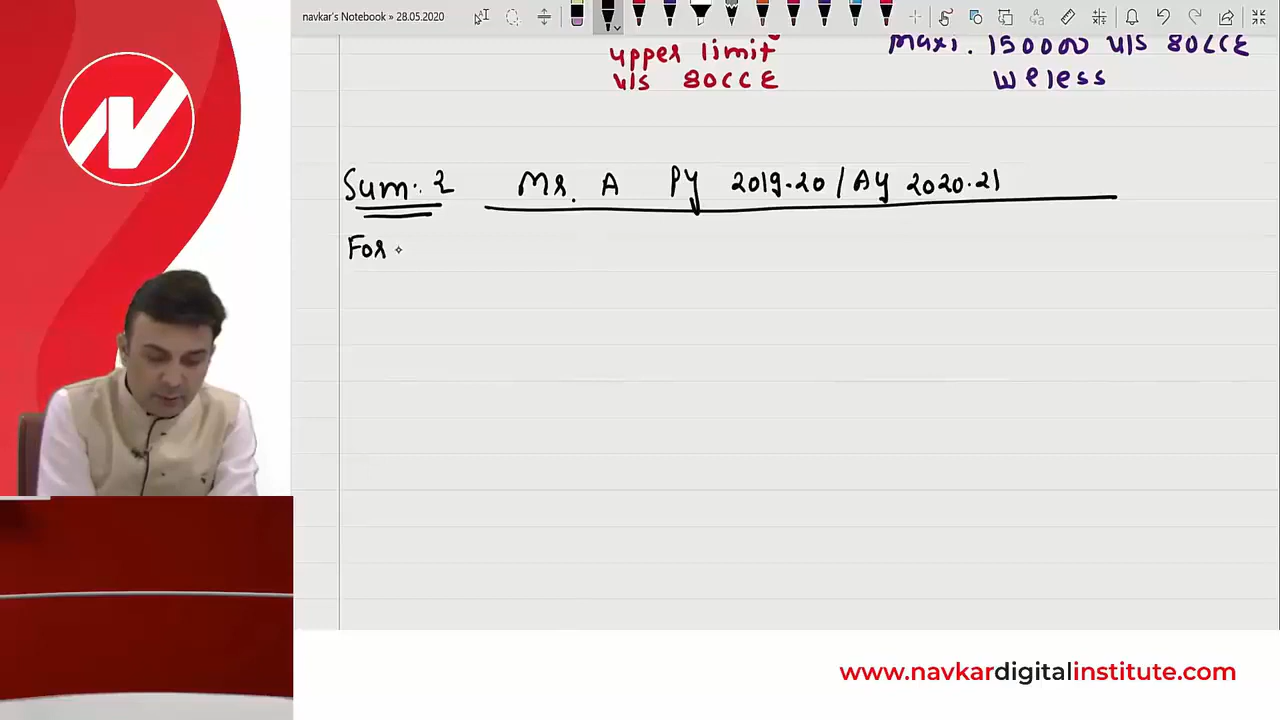 navkar's Notebook » 28.05.2020
upper limit
u/s 80CCE
Maxi. 150000 u/s 80CCE
Sum:. 2 Mr. A PY 2019-20 / AY 2020-21
For
www.navkardigitalinstitute.com